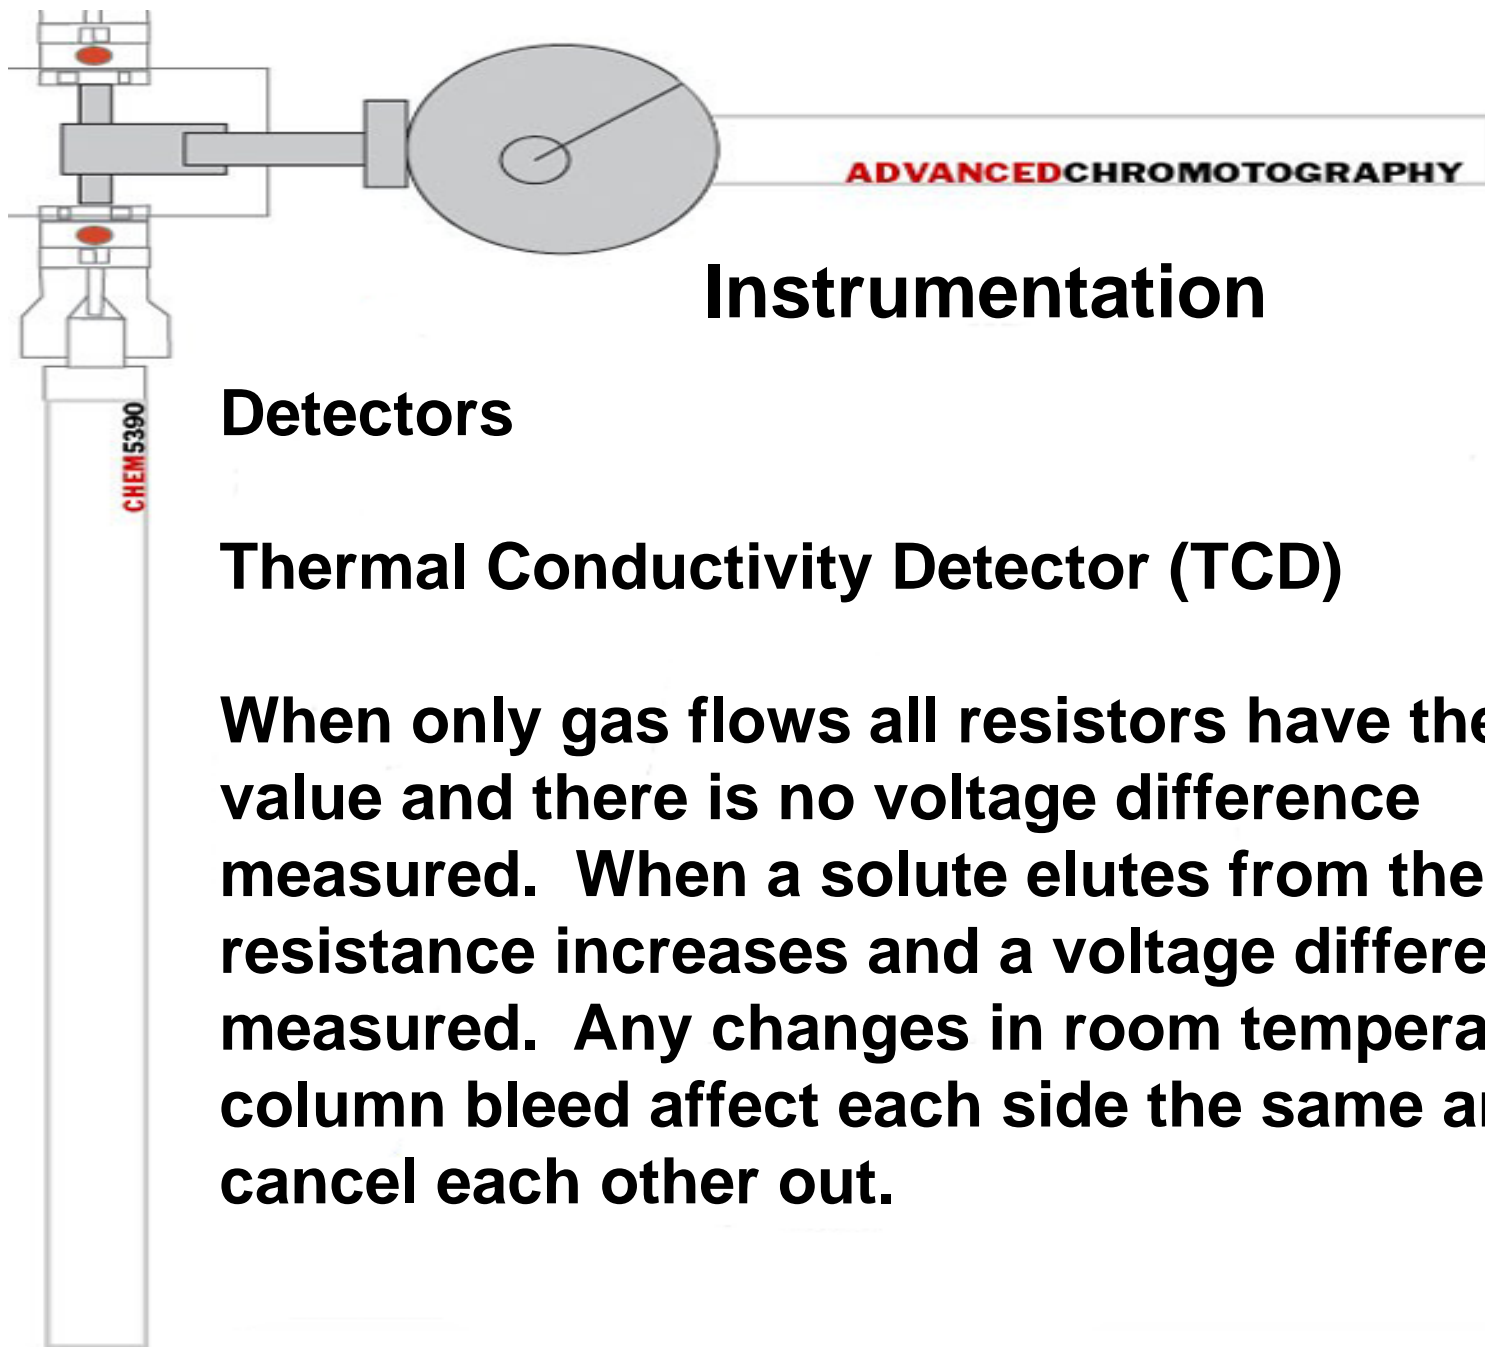 ADVANCEDCHROMOTOGRAPHY
Instrumentation
CHEM5390
Detectors
Thermal Conductivity Detector (TCD)
When only gas flows all resistors have the
value and there is no voltage difference
measured.  When a solute elutes from the
resistance increases and a voltage differe
measured.  Any changes in room tempera
column bleed affect each side the same a
cancel each other out.